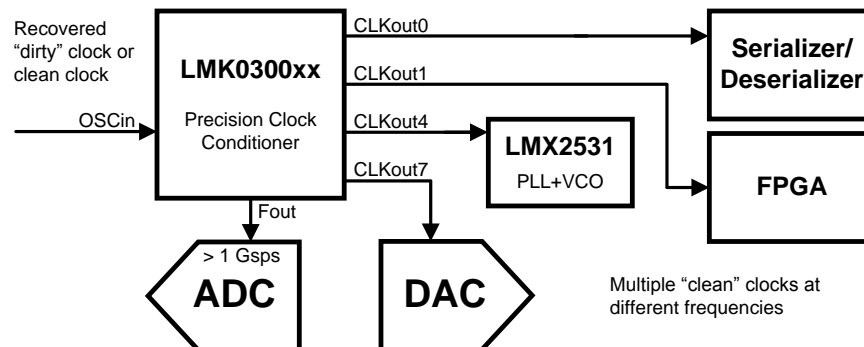 Recovered
“dirty” clock or
clean clock
OSCin
LMK0300xx
Precision Clock
Conditioner
CLKout0
CLKout1
CLKout4
CLKout7
Fout
Serializer/
Deserializer
LMX2531
PLL+VCO
FPGA
> 1 Gsps
ADC
DAC
Multiple “clean” clocks at
different frequencies